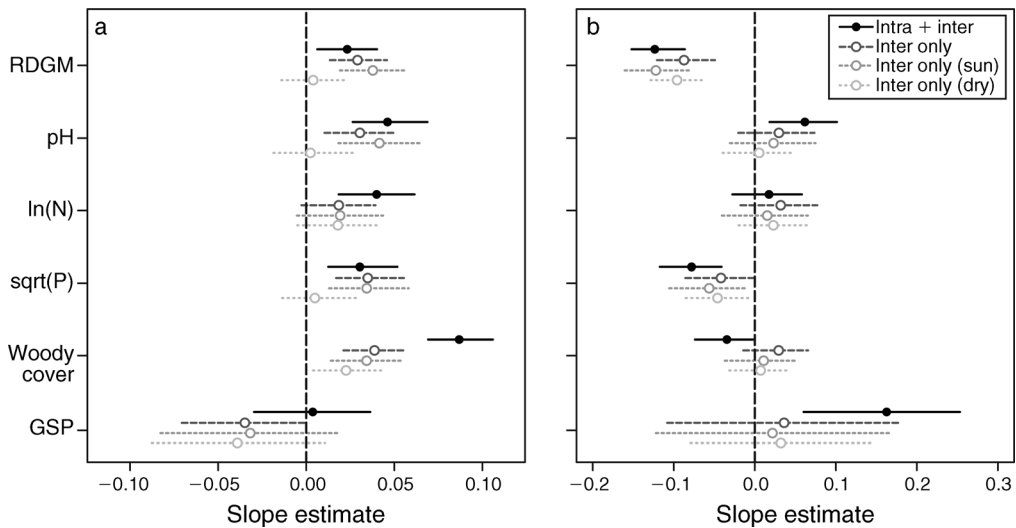 a
RDGM
pH
ln(N)
sqrt(P)
Woody
cover
GSP
−0.10 −0.05 0.00 0.05 0.10
Slope estimate
b
Intra + inter
Inter only
Inter only (sun)
Inter only (dry)
−0.2 −0.1 0.0 0.1 0.2 0.3
Slope estimate